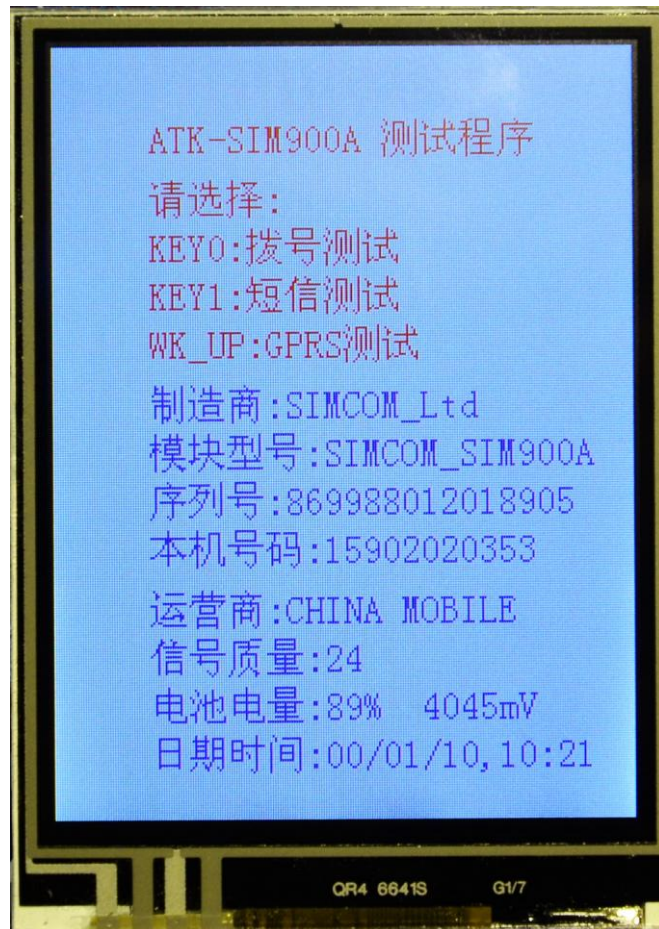 ATK-SIM900A 测试程序
请选择:
KEY0:拨号测试
KEY1:短信测试
WK_UP:GPRS测试
制造商:SIMCOM_Ltd
模块型号:SIMCOM_SIM900A
序列号:869988012018905
本机号码:15902020353
运营商:CHINA MOBILE
信号质量:24
电池电量:89%  4045mV
日期时间:00/01/10,10:21
QR4 6641S G1/7